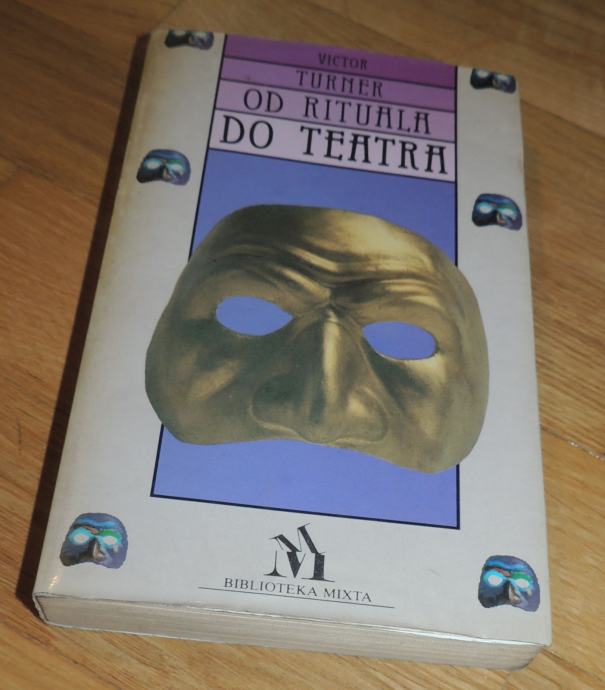 VICTOR
TURNER
OD RITUALA
DO TEATRA
M
BIBLIOTEKA MIXTA